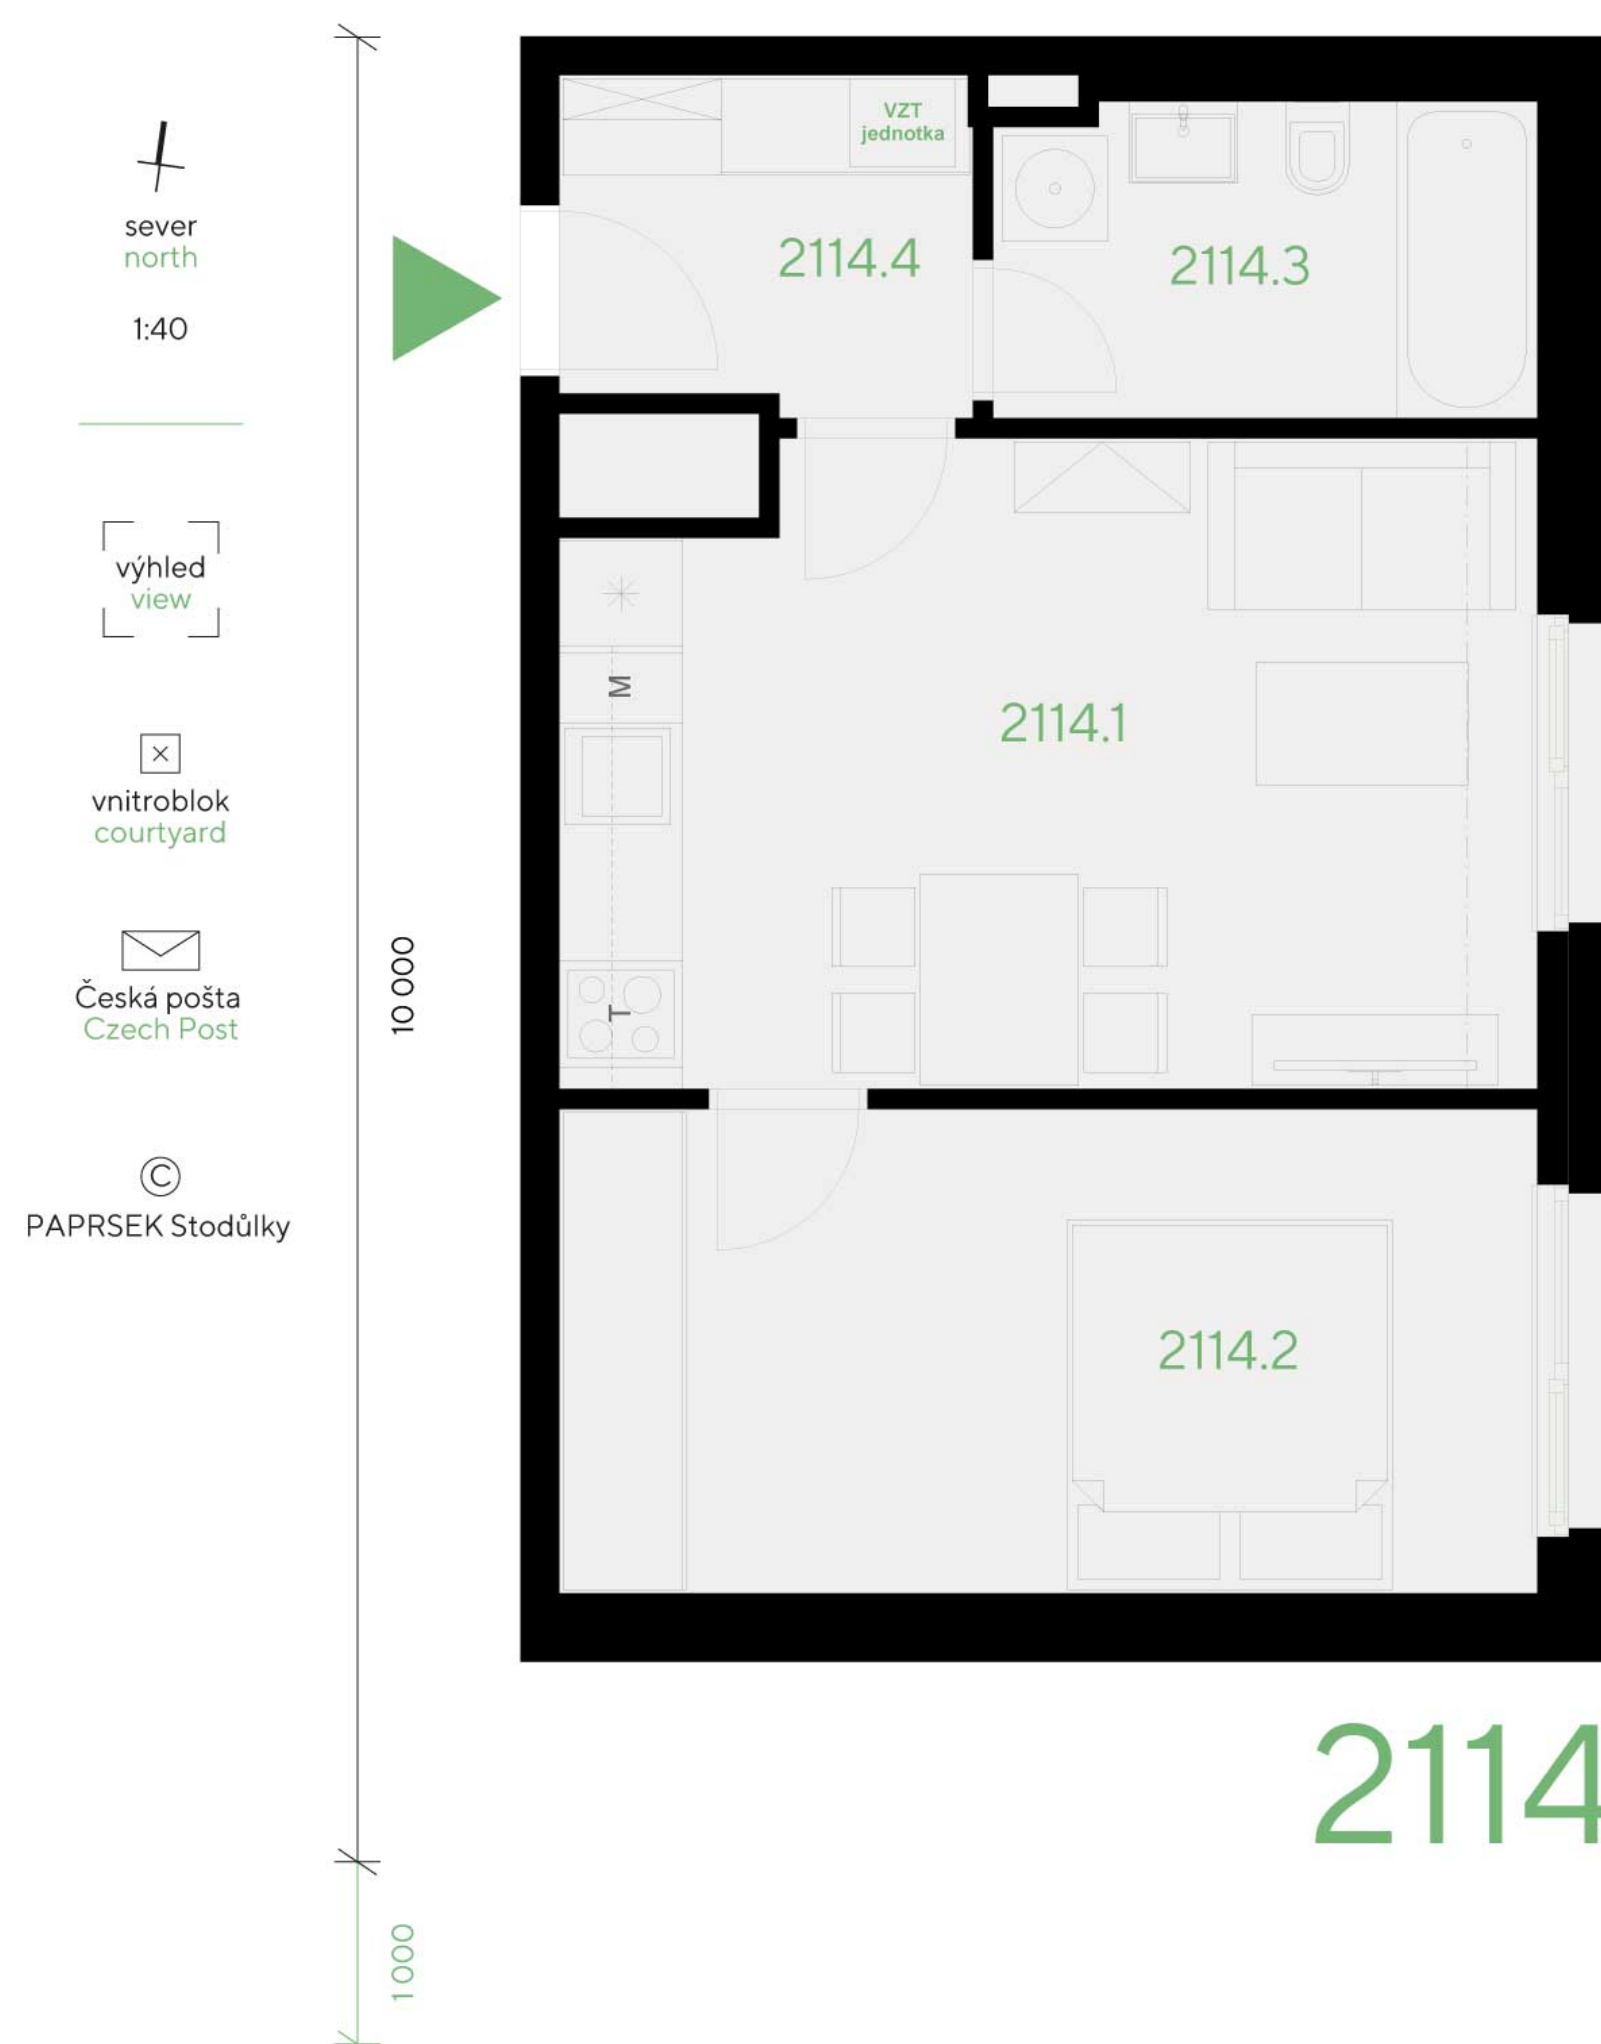 sever
north
1:40
výhled
view
vnitroblok
courtyard
Česká pošta
Czech Post
©
PAPRSEK Stodůlky
10 000
1 000
VZT
jednotka
2114.4
2114.3
M
2114.1
T
2114.2
2114